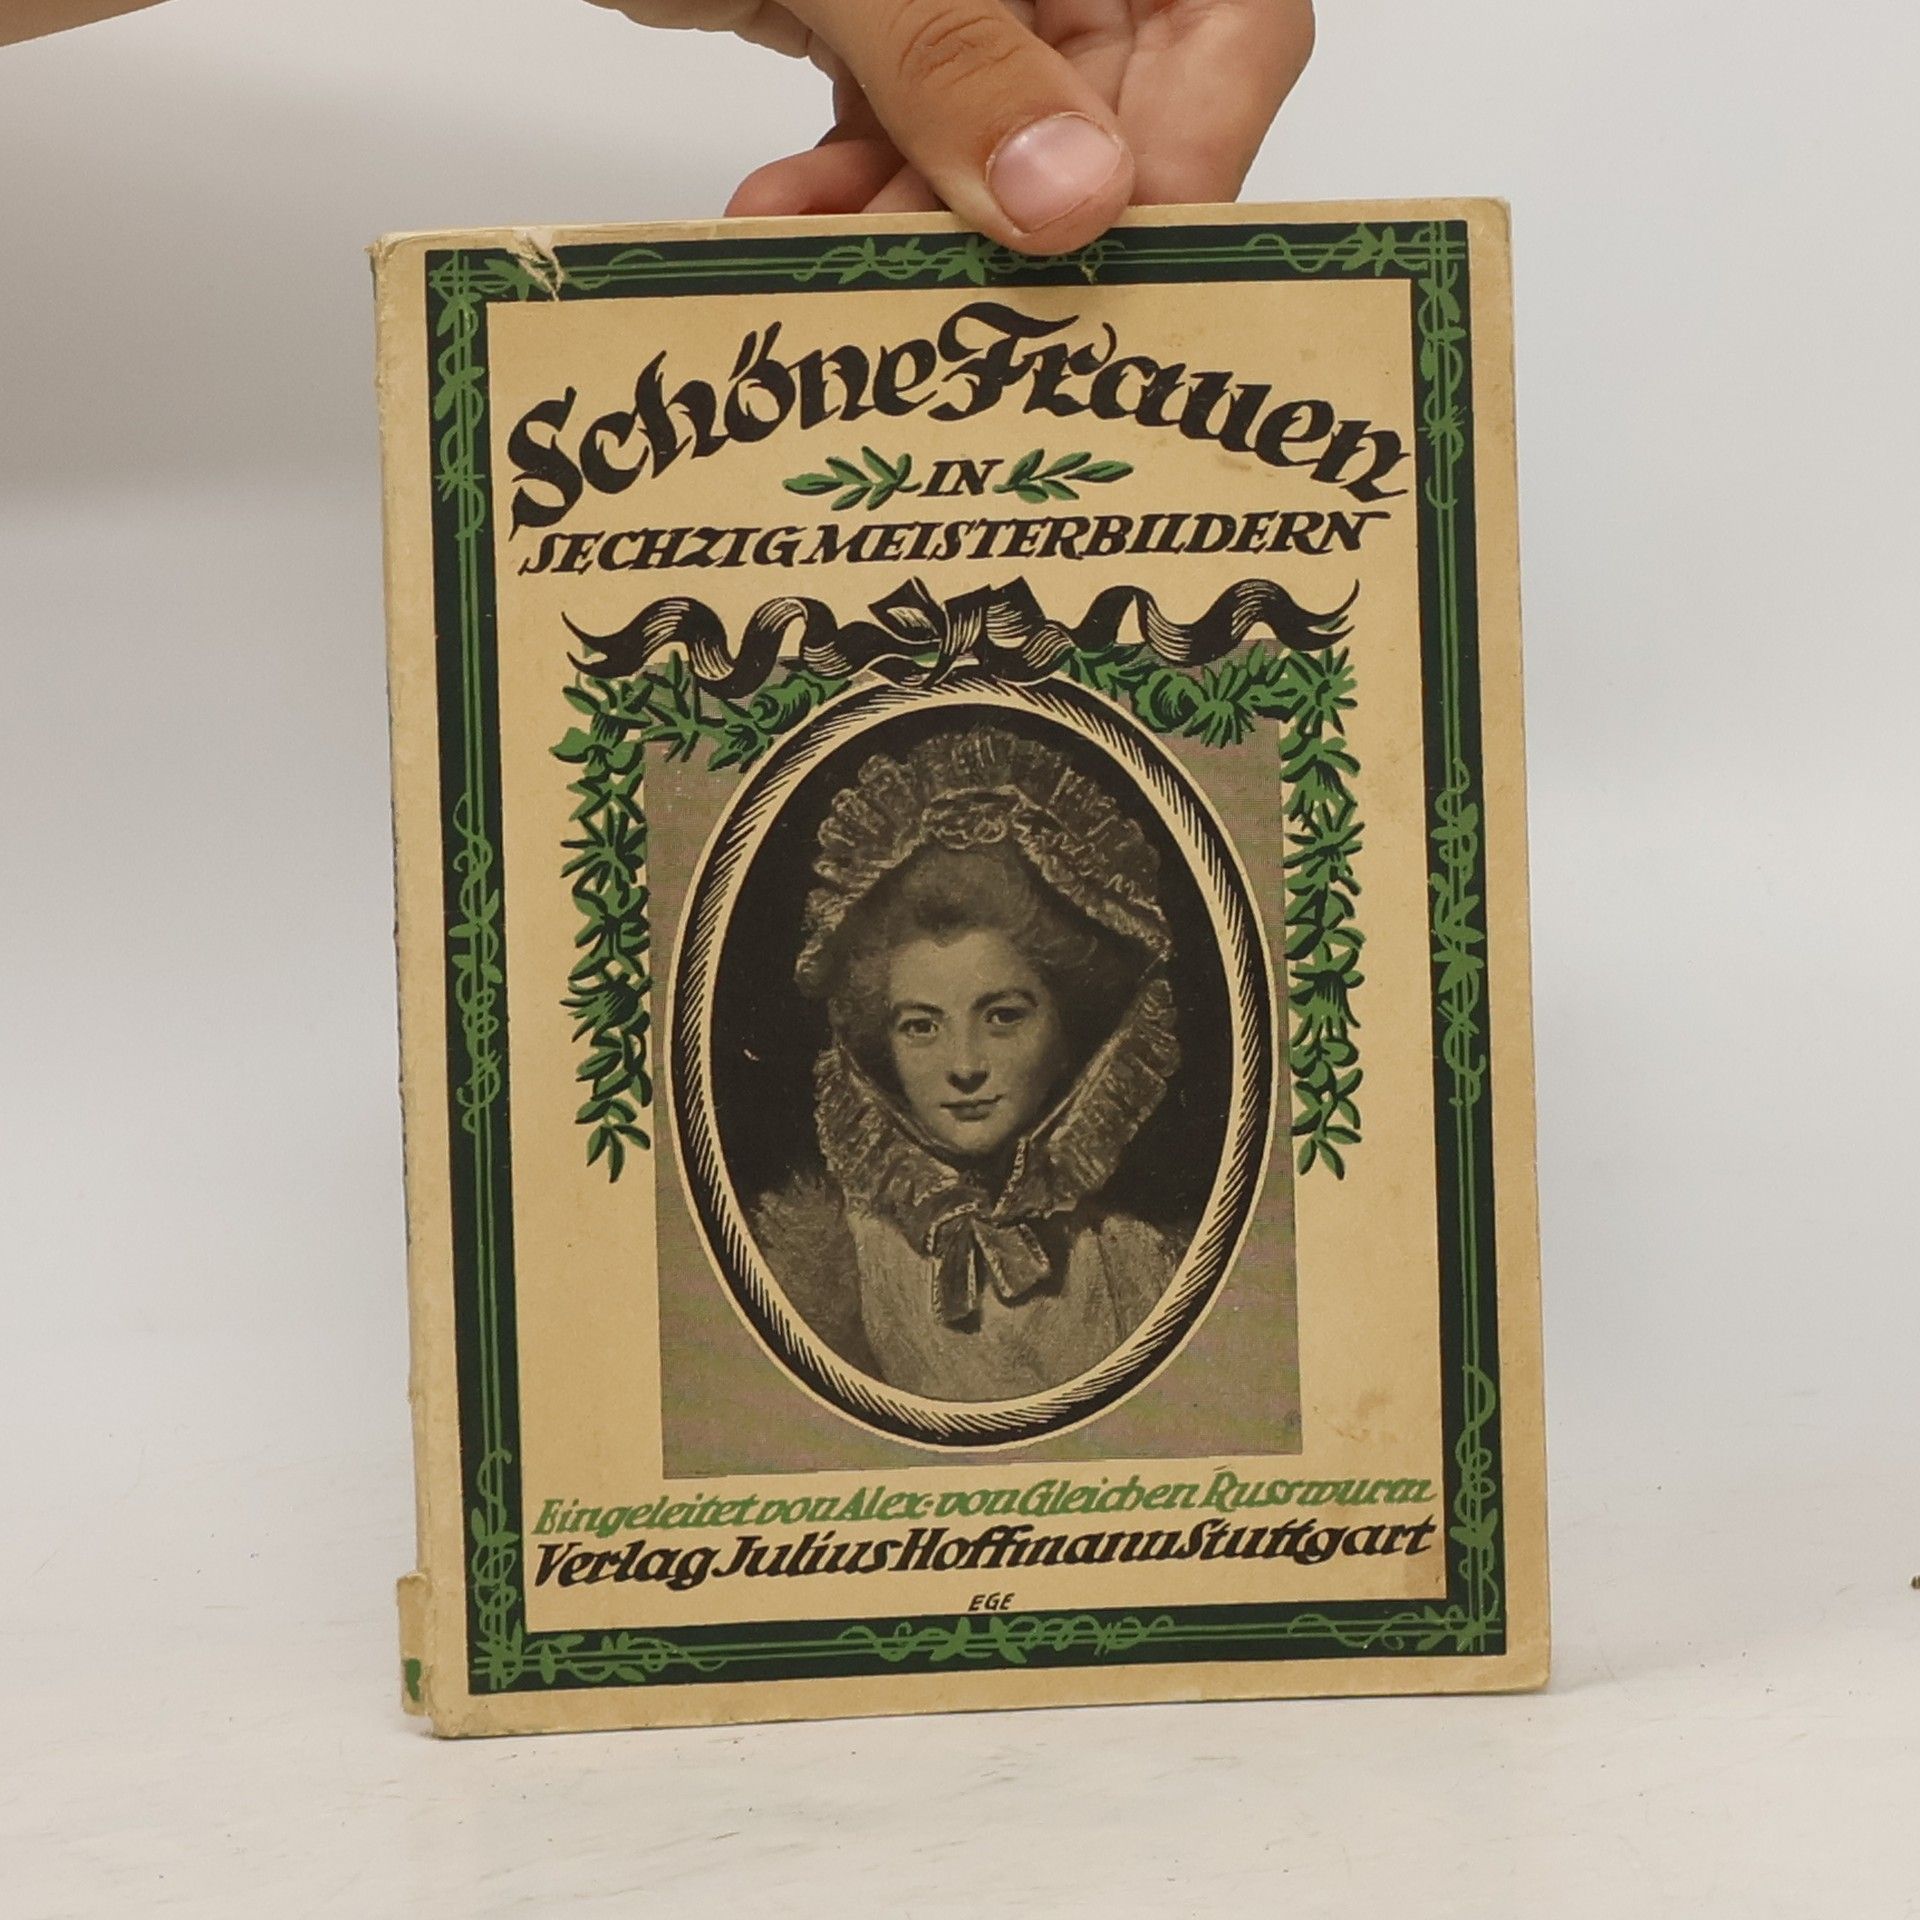 Schöne Frauen
IN
SECHZIG MEISTERBILDERN
Eingeleitet von Alex. von Gleichen Russwurm
Verlag Julius Hoffmann Stuttgart
EGE